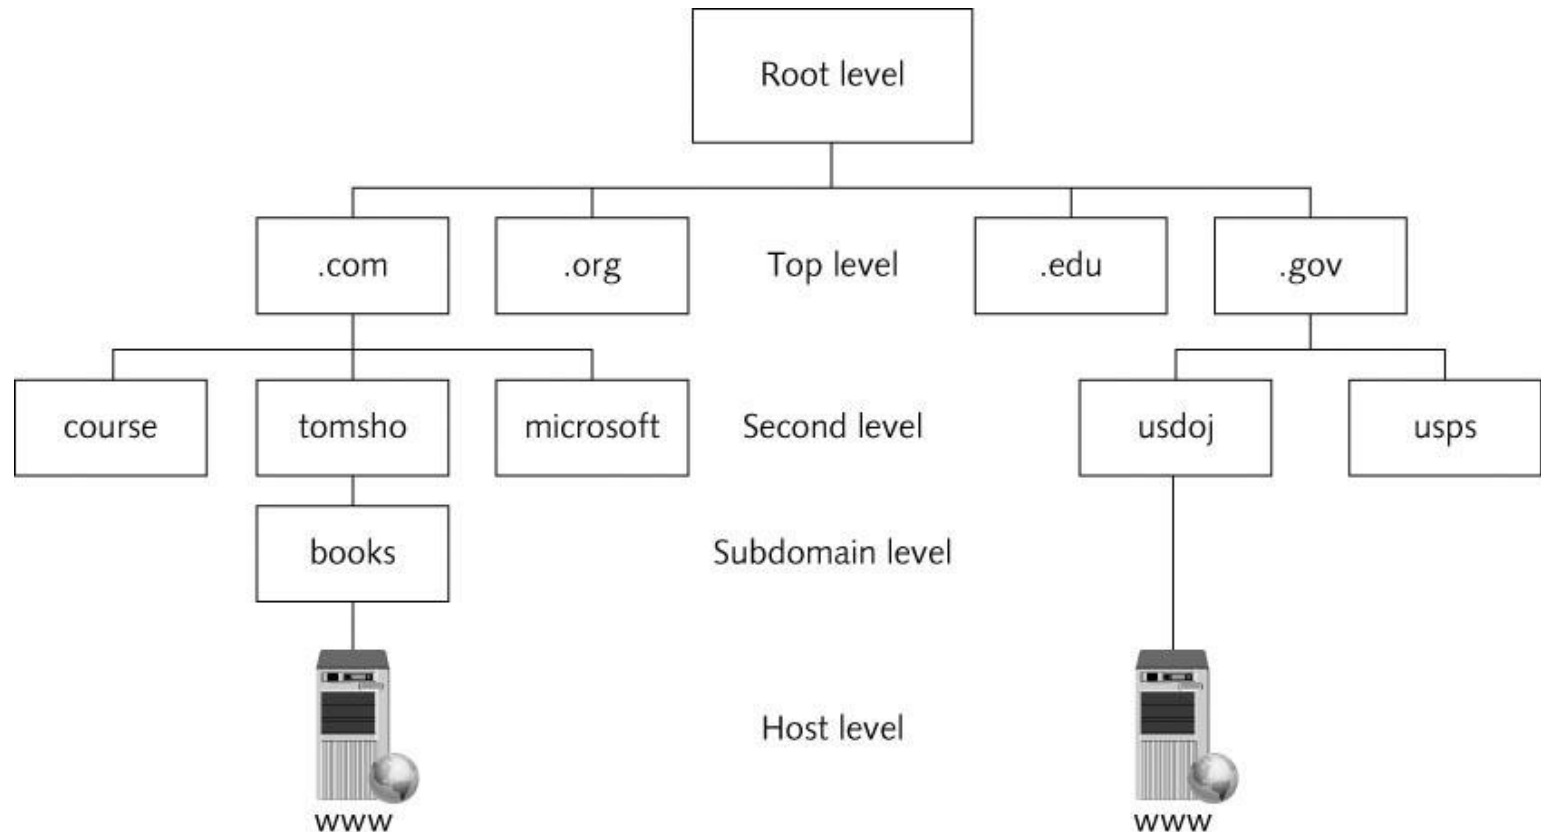 Root level
.com
.org
Top level
.edu
.gov
course
tomsho
microsoft
Second level
usdoj
usps
books
Subdomain level
Host level
www
www